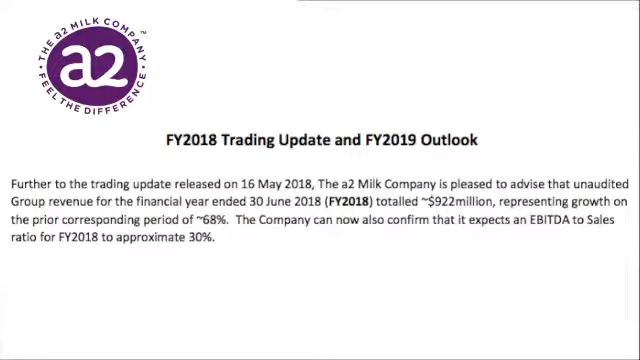 THE a2 MILK COMPANY
™
a2
FEEL THE DIFFERENCE
FY2018 Trading Update and FY2019 Outlook
Further to the trading update released on 16 May 2018, The a2 Milk Company is pleased to advise that unaudited
Group revenue for the financial year ended 30 June 2018 (FY2018) totalled ~$922million, representing growth on
the prior corresponding period of ~68%. The Company can now also confirm that it expects an EBITDA to Sales
ratio for FY2018 to approximate 30%.